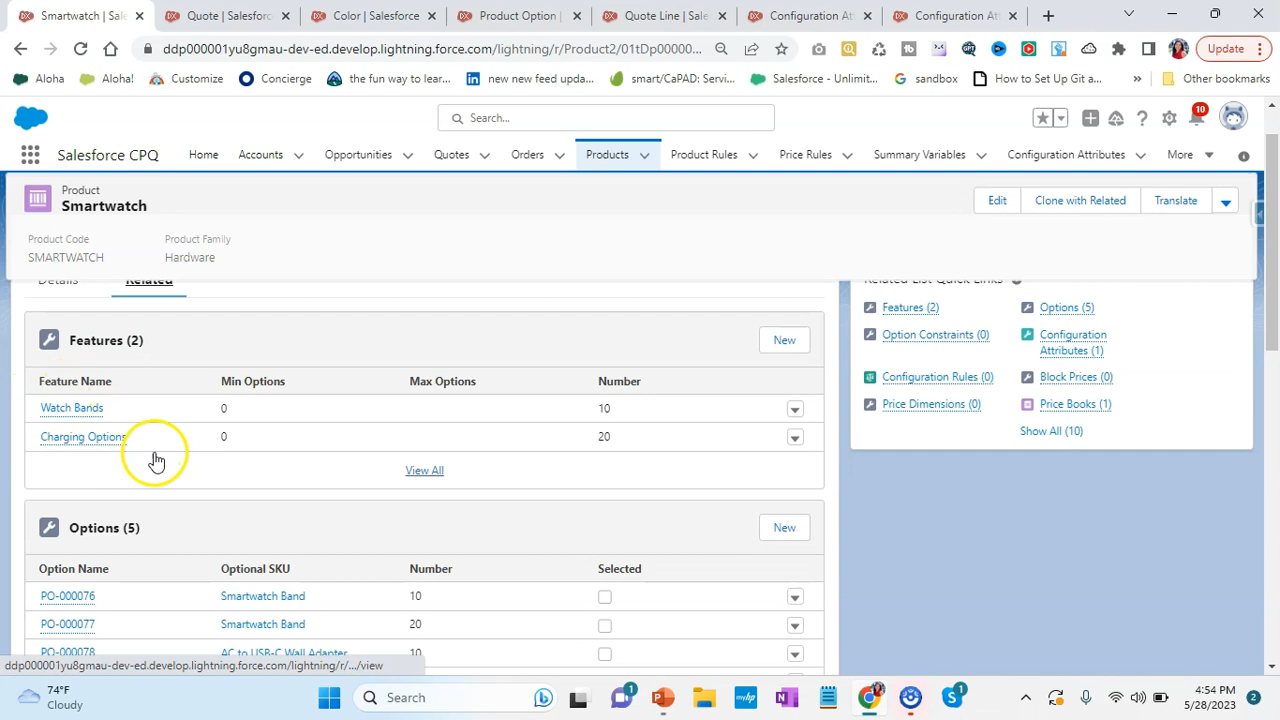 Smartwatch | Sale
Quote | Salesforc
Color | Salesforce
Product Option |
Quote Line | Sale
Configuration Att
Configuration Att
ddp000001yu8gmau-dev-ed.develop.lightning.force.com/lightning/r/Product2/01tDp0000...
Update
Aloha
Aloha!
Customize
Concierge
the fun way to lear...
new new feed upda...
smart/CaPAD: Servi...
Salesforce - Unlimit...
sandbox
How to Set Up Git a...
»
Other bookmarks
Search...
10
Salesforce CPQ
Home
Accounts
Opportunities
Quotes
Orders
Products
Product Rules
Price Rules
Summary Variables
Configuration Attributes
More
Product
Smartwatch
Edit
Clone with Related
Translate
Product Code
SMARTWATCH
Product Family
Hardware
Details
Related
Related List Quick Links
Features (2)
New
Feature Name
Min Options
Max Options
Number
Watch Bands
0
10
Charging Options
0
20
View All
Features (2)
Options (5)
Option Constraints (0)
Configuration
Attributes (1)
Configuration Rules (0)
Block Prices (0)
Price Dimensions (0)
Price Books (1)
Show All (10)
Options (5)
New
Option Name
Optional SKU
Number
Selected
PO-000076
Smartwatch Band
10
PO-000077
Smartwatch Band
20
PO-000078
AC to USB-C Wall Adapter
10
ddp000001yu8gmau-dev-ed.develop.lightning.force.com/lightning/r/.../view
74°F
Cloudy
Search
1
1
4:54 PM
5/28/2023
2